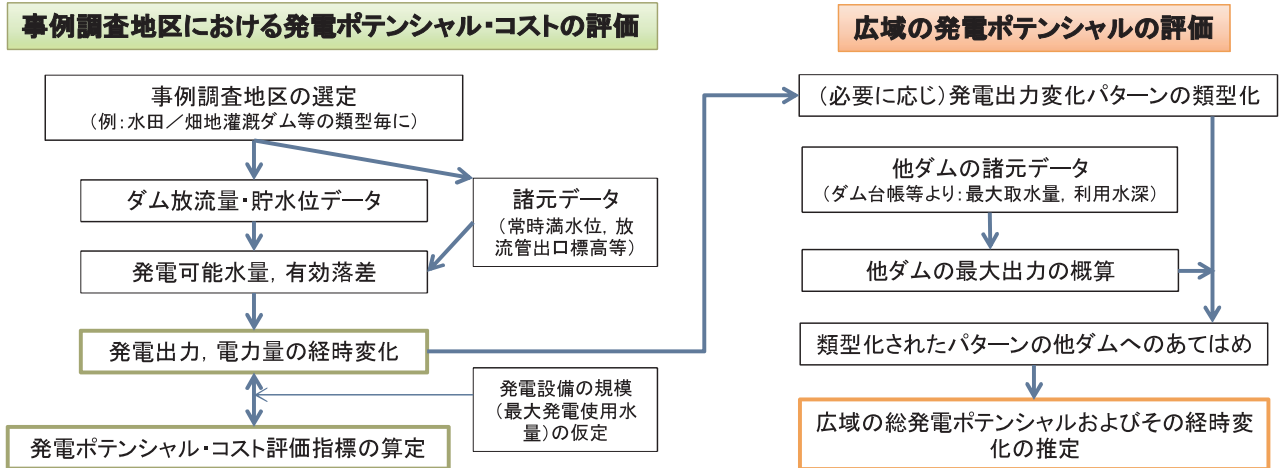 事例調査地区における発電ポテンシャル・コストの評価
事例調査地区の選定
(例:水田/畑地灌漑ダム等の類型毎に)
ダム放流量・貯水位データ
諸元データ
(常時満水位, 放
流管出口標高等)
発電可能水量, 有効落差
発電出力, 電力量の経時変化
発電設備の規模
(最大発電使用水
量)の仮定
発電ポテンシャル・コスト評価指標の算定
広域の発電ポテンシャルの評価
(必要に応じ)発電出力変化パターンの類型化
他ダムの諸元データ
(ダム台帳等より:最大取水量, 利用水深)
他ダムの最大出力の概算
類型化されたパターンの他ダムへのあてはめ
広域の総発電ポテンシャルおよびその経時変
化の推定